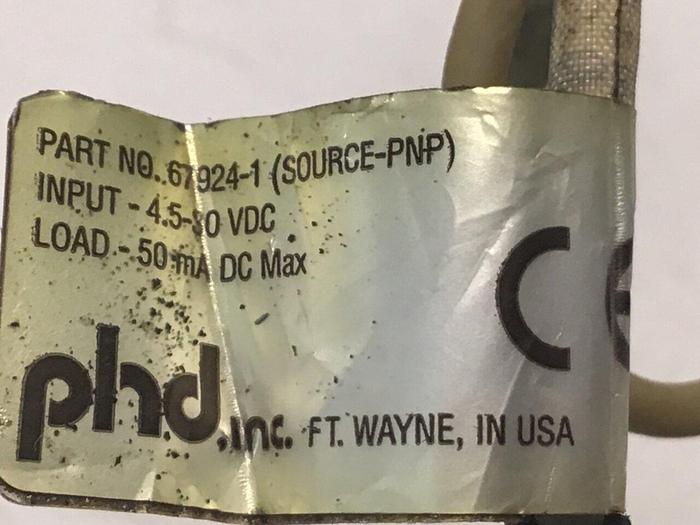 PART NO. 67924-1 (SOURCE-PNP)
INPUT - 4.5-30 VDC
LOAD - 50 mA DC Max
CE
phd, inc. FT. WAYNE, IN USA